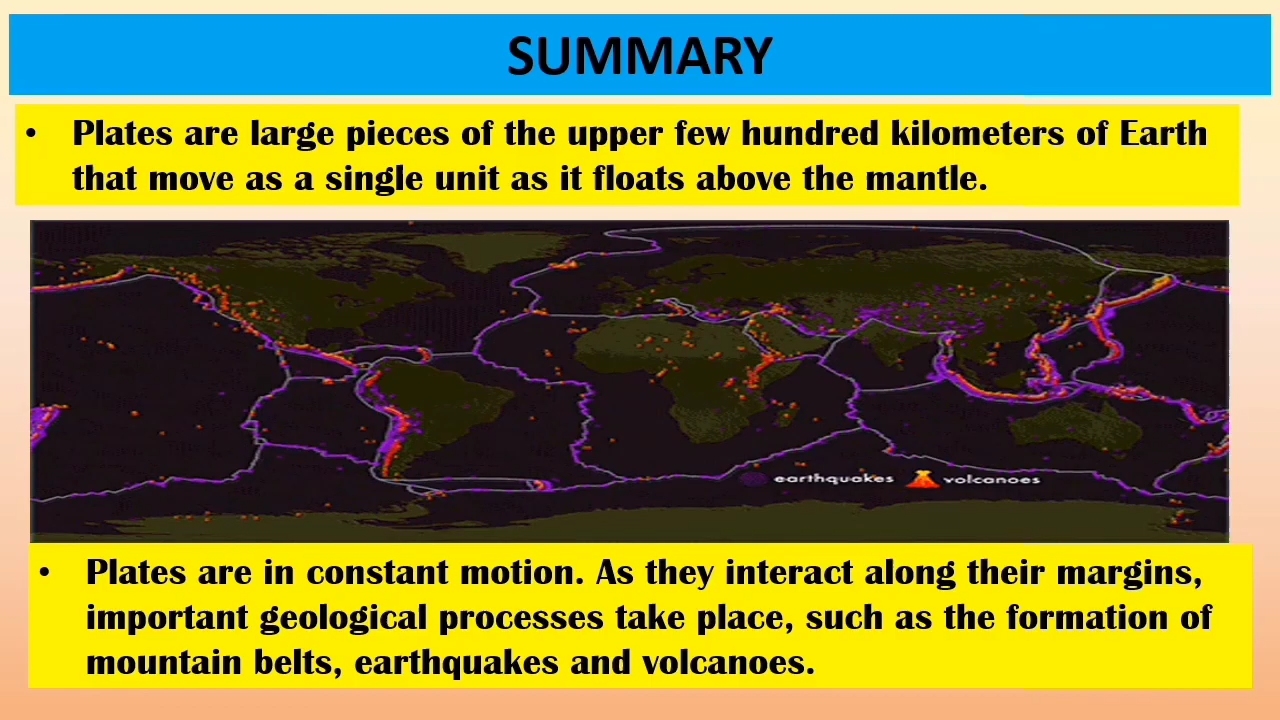 SUMMARY
• Plates are large pieces of the upper few hundred kilometers of Earth
that move as a single unit as it floats above the mantle.
earthquakes volcanoes
• Plates are in constant motion. As they interact along their margins,
important geological processes take place, such as the formation of
mountain belts, earthquakes and volcanoes.